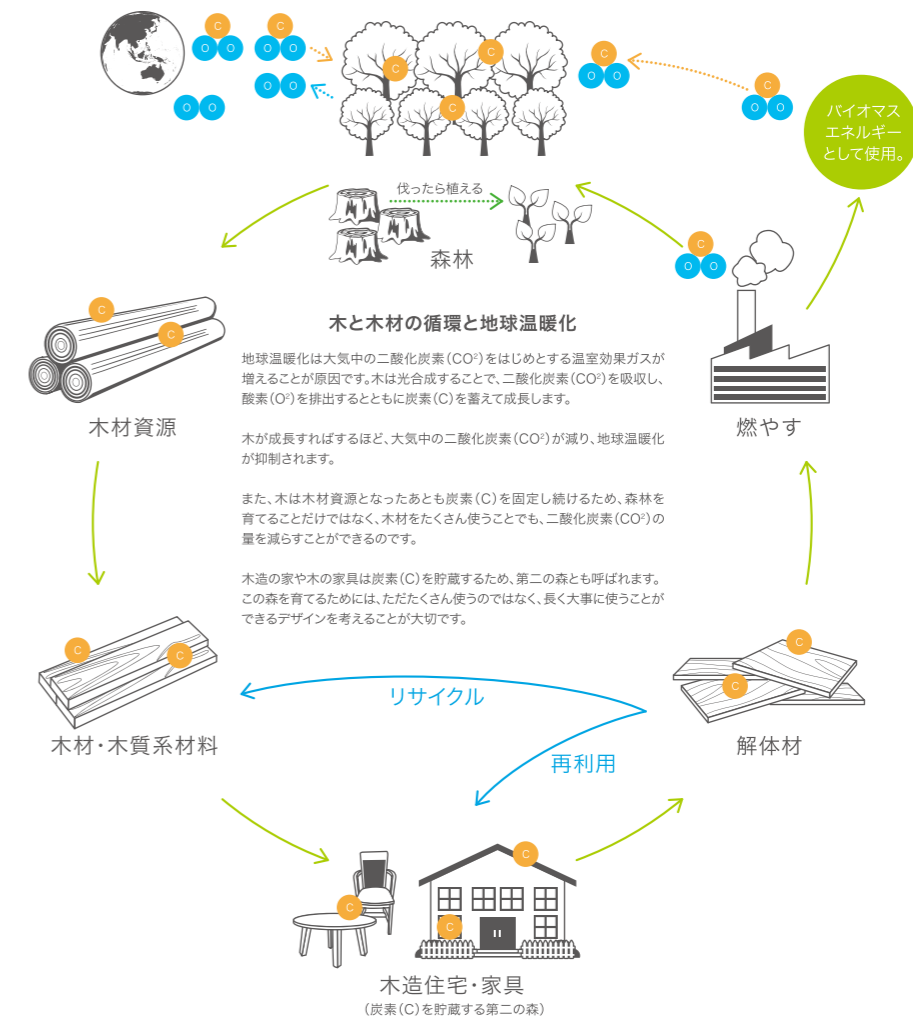 C
O O
C
O O
O O
O O
C
C
C
C
O O
C
O O
バイオマス
エネルギー
として使用。
伐ったら植える
森林
C
O O
C
C
木材資源
燃やす
木と木材の循環と地球温暖化
地球温暖化は大気中の二酸化炭素(CO²)をはじめとする温室効果ガスが
増えることが原因です。木は光合成することで、二酸化炭素(CO²)を吸収し、
酸素(O²)を排出するとともに炭素(C)を蓄えて成長します。
木が成長すればするほど、大気中の二酸化炭素(CO²)が減り、地球温暖化
が抑制されます。
また、木は木材資源となったあとも炭素(C)を固定し続けるため、森林を
育てることだけではなく、木材をたくさん使うことでも、二酸化炭素(CO²)の
量を減らすことができるのです。
木造の家や木の家具は炭素(C)を貯蔵するため、第二の森とも呼ばれます。
この森を育てるためには、ただたくさん使うのではなく、長く大事に使うことが
できるデザインを考えることが大切です。
C
C
木材・木質系材料
C
C
解体材
リサイクル
再利用
C
C
C
木造住宅・家具
(炭素(C)を貯蔵する第二の森)